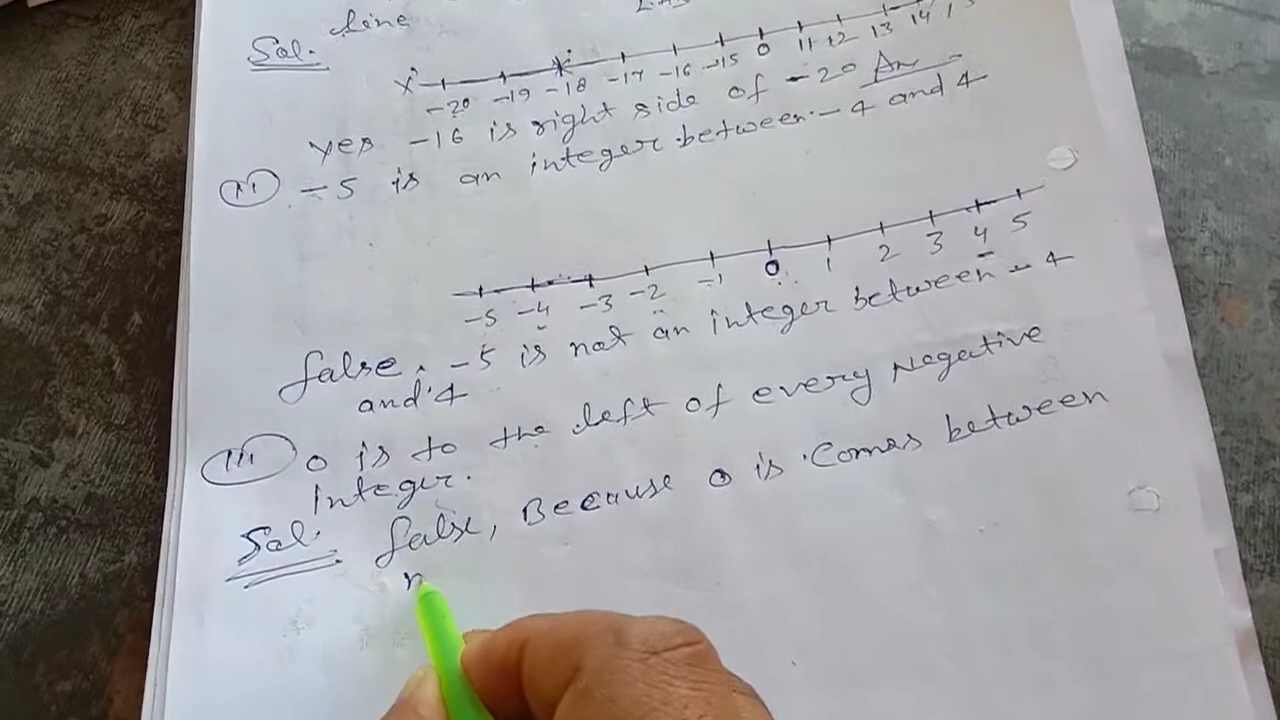 line
Sol.
-20 -19 -18 -17 -16 -15 0 11 12 13 14
yes -16 is right side of -20 An
(ii) -5 is an integer between -4 and 4
-5 -4 -3 -2 -1 0 1 2 3 4 5
false. -5 is not an integer between -4
and 4
(iii) 0 is to the left of every Negative
integer.
Sol. false, Because 0 is Comes between
n